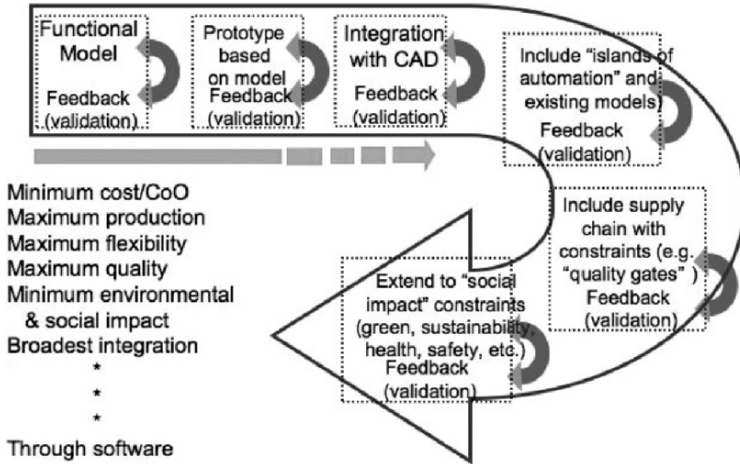 Functional
Model
Feedback
(validation)
Prototype
based
on model
Feedback
(validation)
Integration
with CAD
Feedback
(validation)
Include “islands of
automation” and
existing models)
Feedback
(validation)
Include supply
chain with
constraints (e.g.
“quality gates” )
Feedback
(validation)
Extend to “social
impact” constraints
(green, sustainability,
health, safety, etc.)
Feedback
(validation)
Minimum cost/CoO
Maximum production
Maximum flexibility
Maximum quality
Minimum environmental
& social impact
Broadest integration
*
*
*
Through software